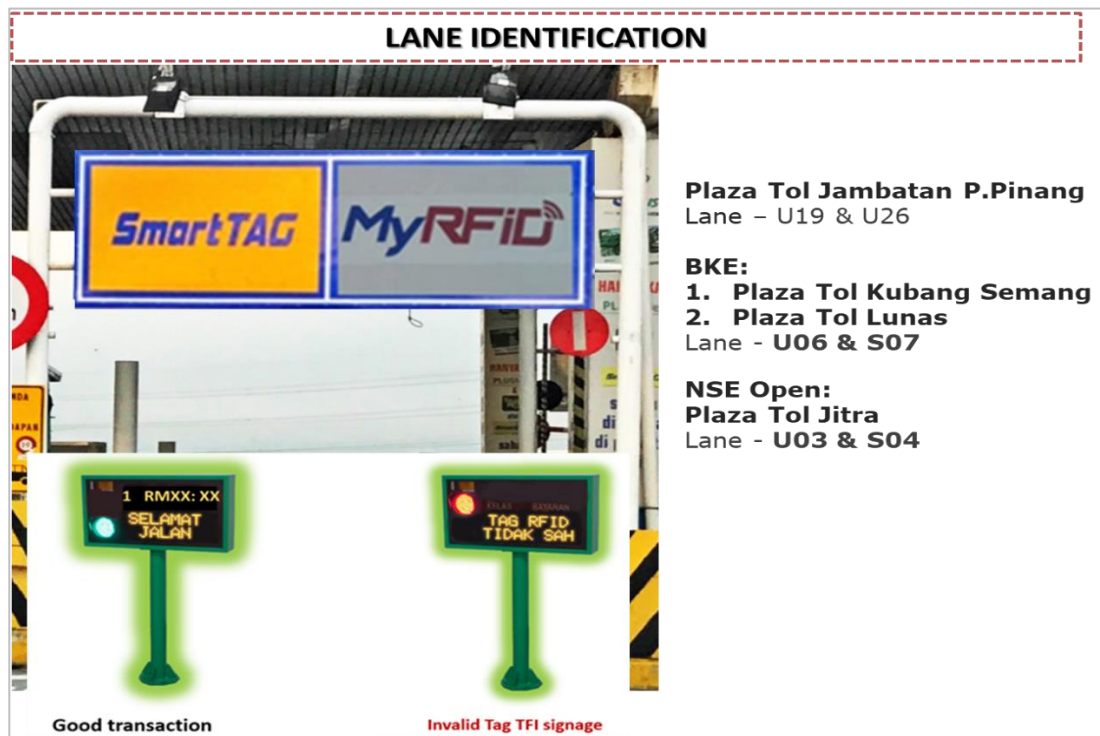 LANE IDENTIFICATION
SmartTAG
MyRFiD
Plaza Tol Jambatan P.Pinang
Lane – U19 & U26
BKE:
1. Plaza Tol Kubang Semang
2. Plaza Tol Lunas
Lane - U06 & S07
NSE Open:
Plaza Tol Jitra
Lane - U03 & S04
1 RMXX: XX
SELAMAT
JALAN
KELAS BAYARAN
TAG RFID
TIDAK SAH
Good transaction
Invalid Tag TFI signage